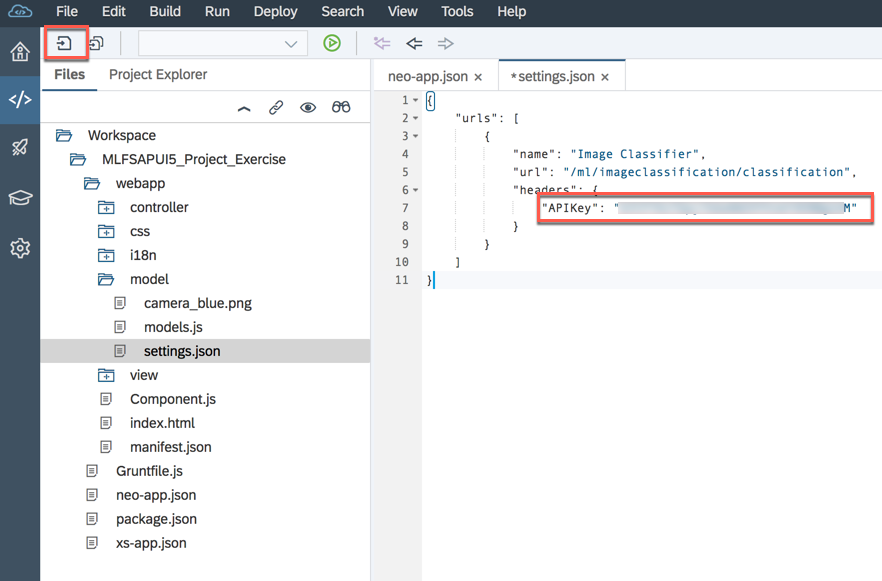 File Edit Build Run Deploy Search View Tools Help
Files Project Explorer
Workspace
MLFSAPUI5_Project_Exercise
webapp
controller
css
i18n
model
camera_blue.png
models.js
settings.json
view
Component.js
index.html
manifest.json
Gruntfile.js
neo-app.json
package.json
xs-app.json
neo-app.json × *settings.json ×
1 {
2 "urls": [
3 {
4 "name": "Image Classifier",
5 "url": "/ml/imageclassification/classification",
6 "headers": {
7 "APIKey": " M"
8 }
9 }
10 ]
11 }